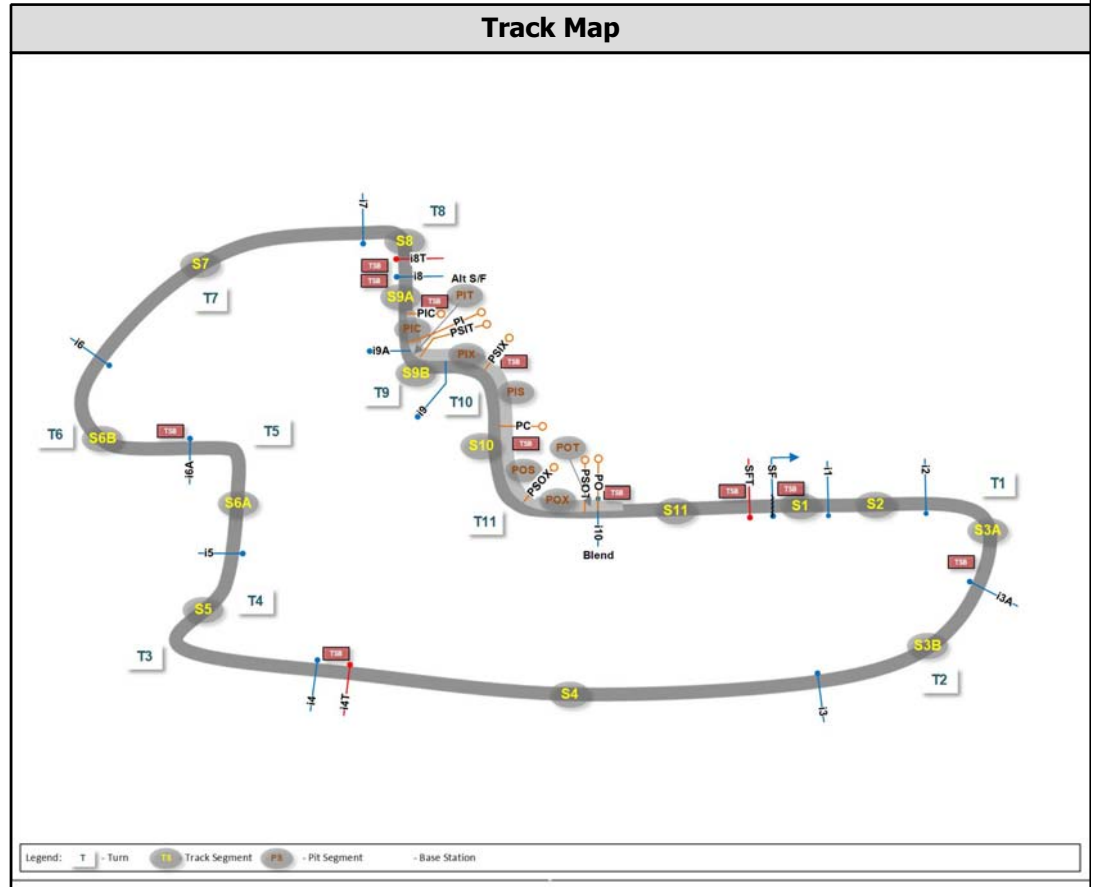 Track Map
i7
T8
S8
i8T
TSB
i8
Alt S/F
TSB
S7
S9A
TSB
PIT
T7
PIC
PI
PSIT
PIC
i6
i9A
PIX
PSIX
TSB
S9B
T9
T10
PIS
i9
PC
T6
S6B
TSB
i6A
T5
S10
TSB
POT
POS
PSOX
PSOT
PO
SFT
SF
i1
i2
T1
S6A
POX
TSB
TSB
TSB
S1
S2
T11
S11
S3A
i10
Blend
i5
TSB
i3A
S5
T4
T3
TSB
S3B
T2
i4
i4T
S4
i3
Legend: T - Turn TS Track Segment PS - Pit Segment - Base Station